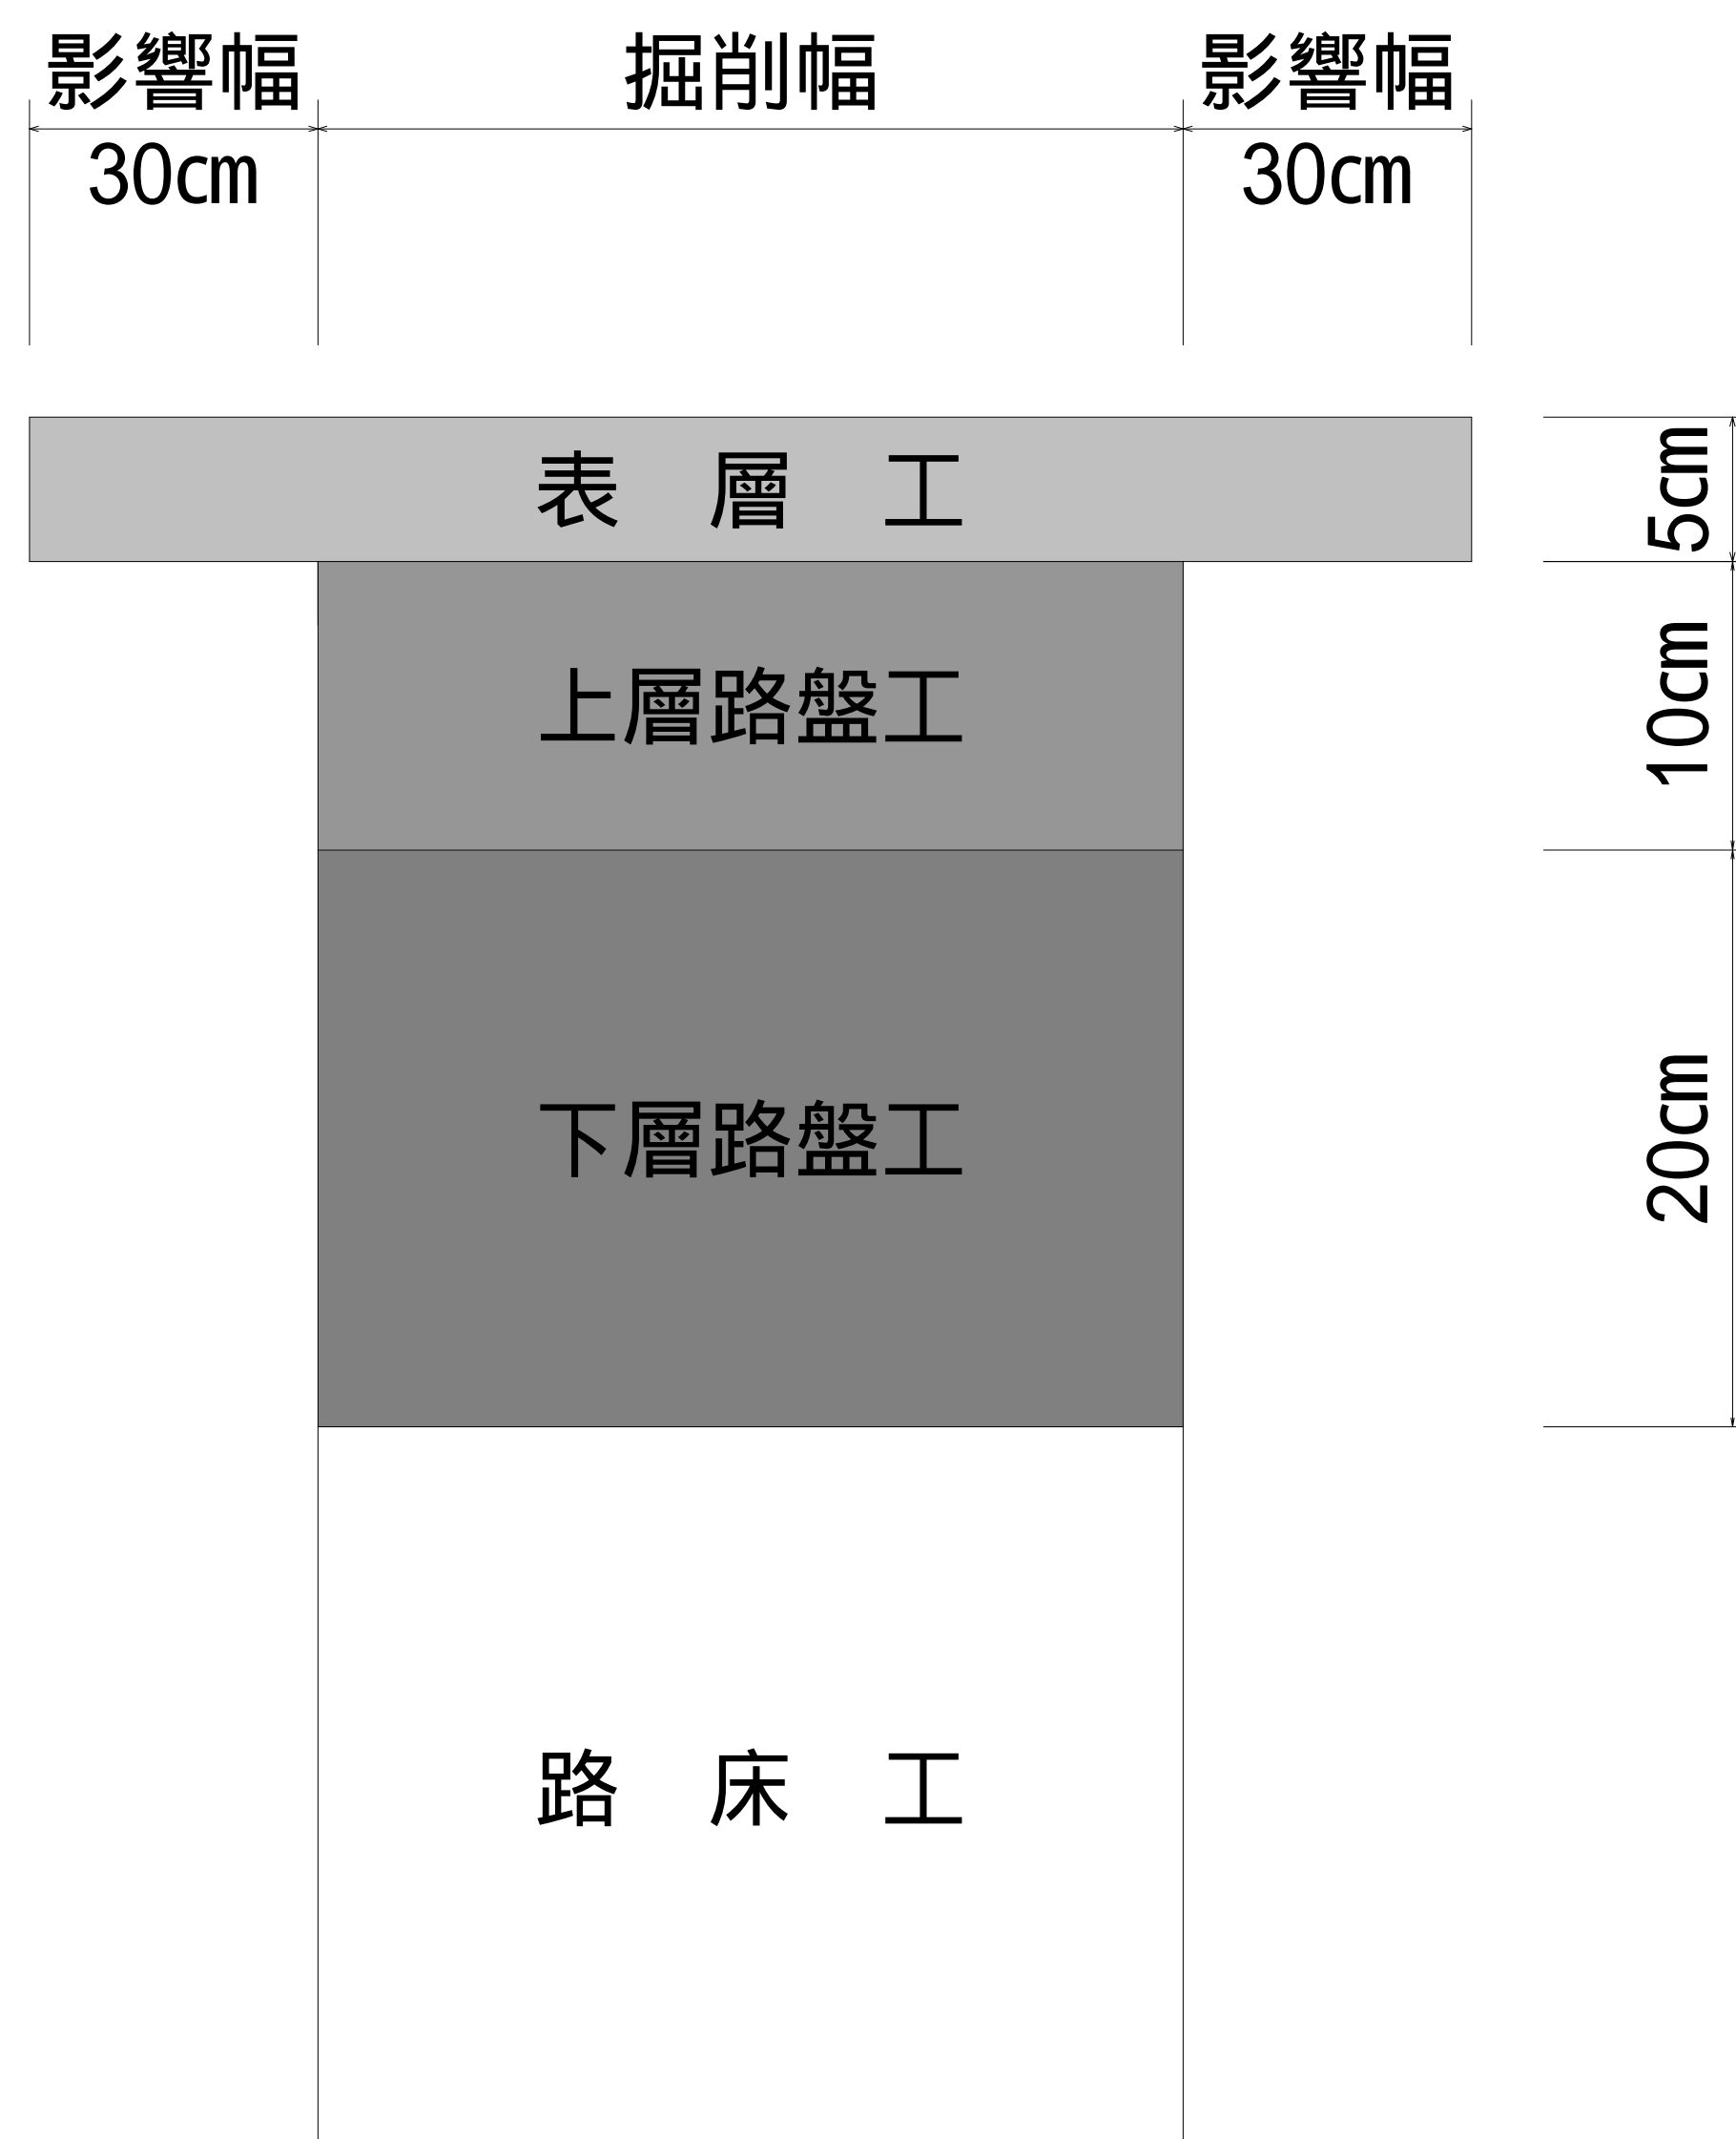 影響幅 掘削幅 影響幅
30cm 30cm
表 層 工
5cm
上層路盤工
10cm
下層路盤工
20cm
路 床 工